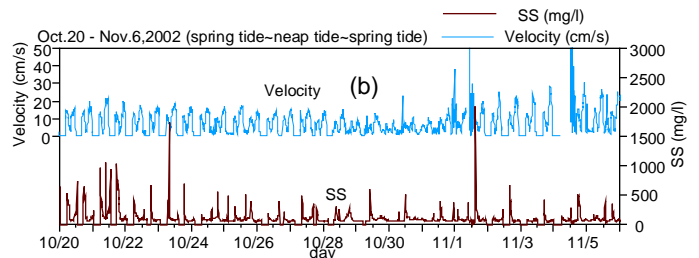 SS (mg/l)
Oct.20 - Nov.6,2002 (spring tide~neap tide~spring tide)
Velocity (cm/s)
50
40
30
20
10
0
Velocity (cm/s)
Velocity
(b)
SS
3000
2500
2000
1500
1000
500
0
SS (mg/l)
10/20
10/22
10/24
10/26
10/28
10/30
11/1
11/3
11/5
day